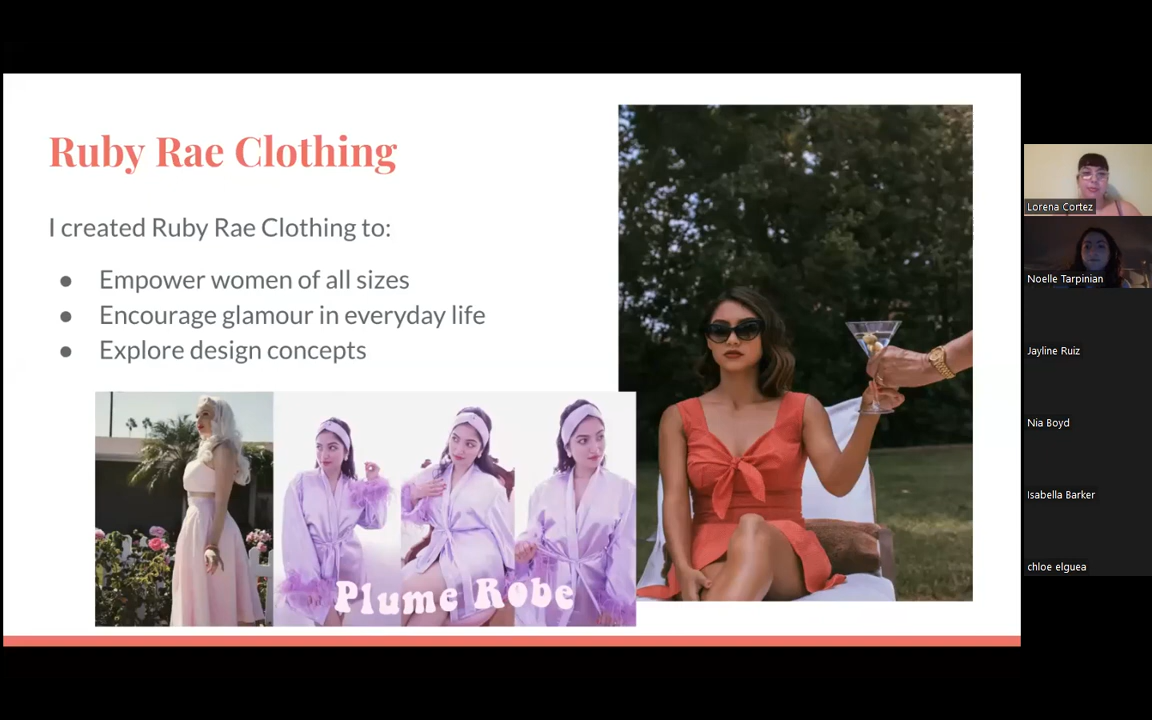 Ruby Rae Clothing
I created Ruby Rae Clothing to:
● Empower women of all sizes
● Encourage glamour in everyday life
● Explore design concepts
Plume Robe
Lorena Cortez
Noelle Tarpinian
Jayline Ruiz
Nia Boyd
Isabella Barker
chloe elguea